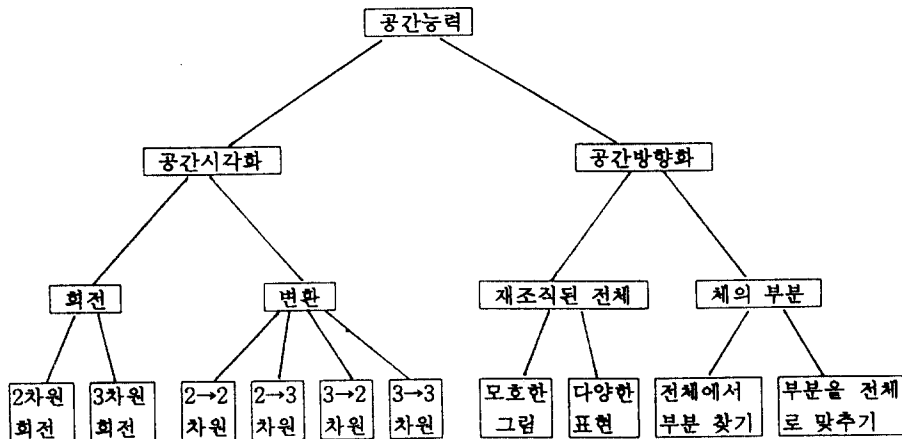 공간능력
공간시각화
공간방향화
회전
변환
재조직된 전체
체의 부분
2차원
회전
3차원
회전
2→2
차원
2→3
차원
3→2
차원
3→3
차원
모호한
그림
다양한
표현
전체에서
부분 찾기
부분을 전체
로 맞추기